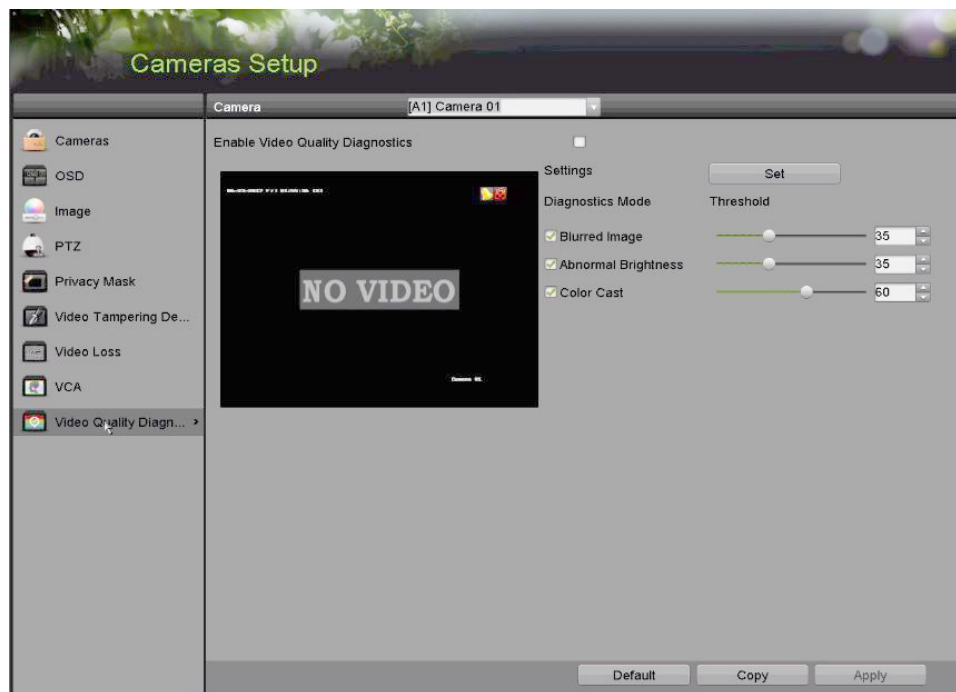 Cameras Setup
Camera [A1] Camera 01
Cameras
OSD
Image
PTZ
Privacy Mask
Video Tampering De...
Video Loss
VCA
Video Quality Diagn... >
Enable Video Quality Diagnostics
NO VIDEO
Camera 01
Settings Set
Diagnostics Mode Threshold
Blurred Image 35
Abnormal Brightness 35
Color Cast 60
Default Copy Apply